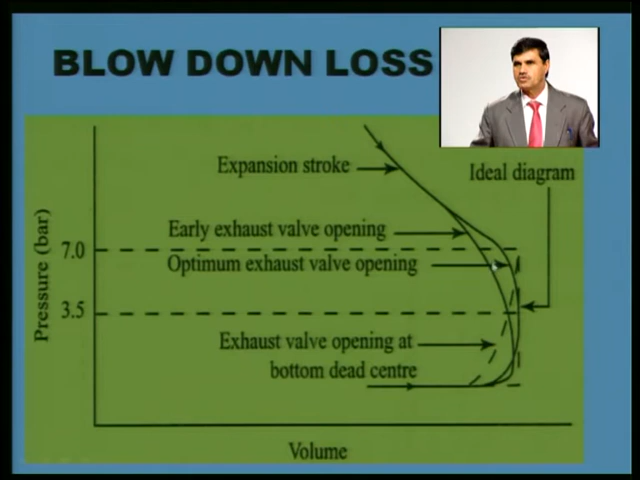 BLOW DOWN LOSS
Expansion stroke
Ideal diagram
Early exhaust valve opening
7.0
Optimum exhaust valve opening
3.5
Exhaust valve opening at
bottom dead centre
Pressure (bar)
Volume